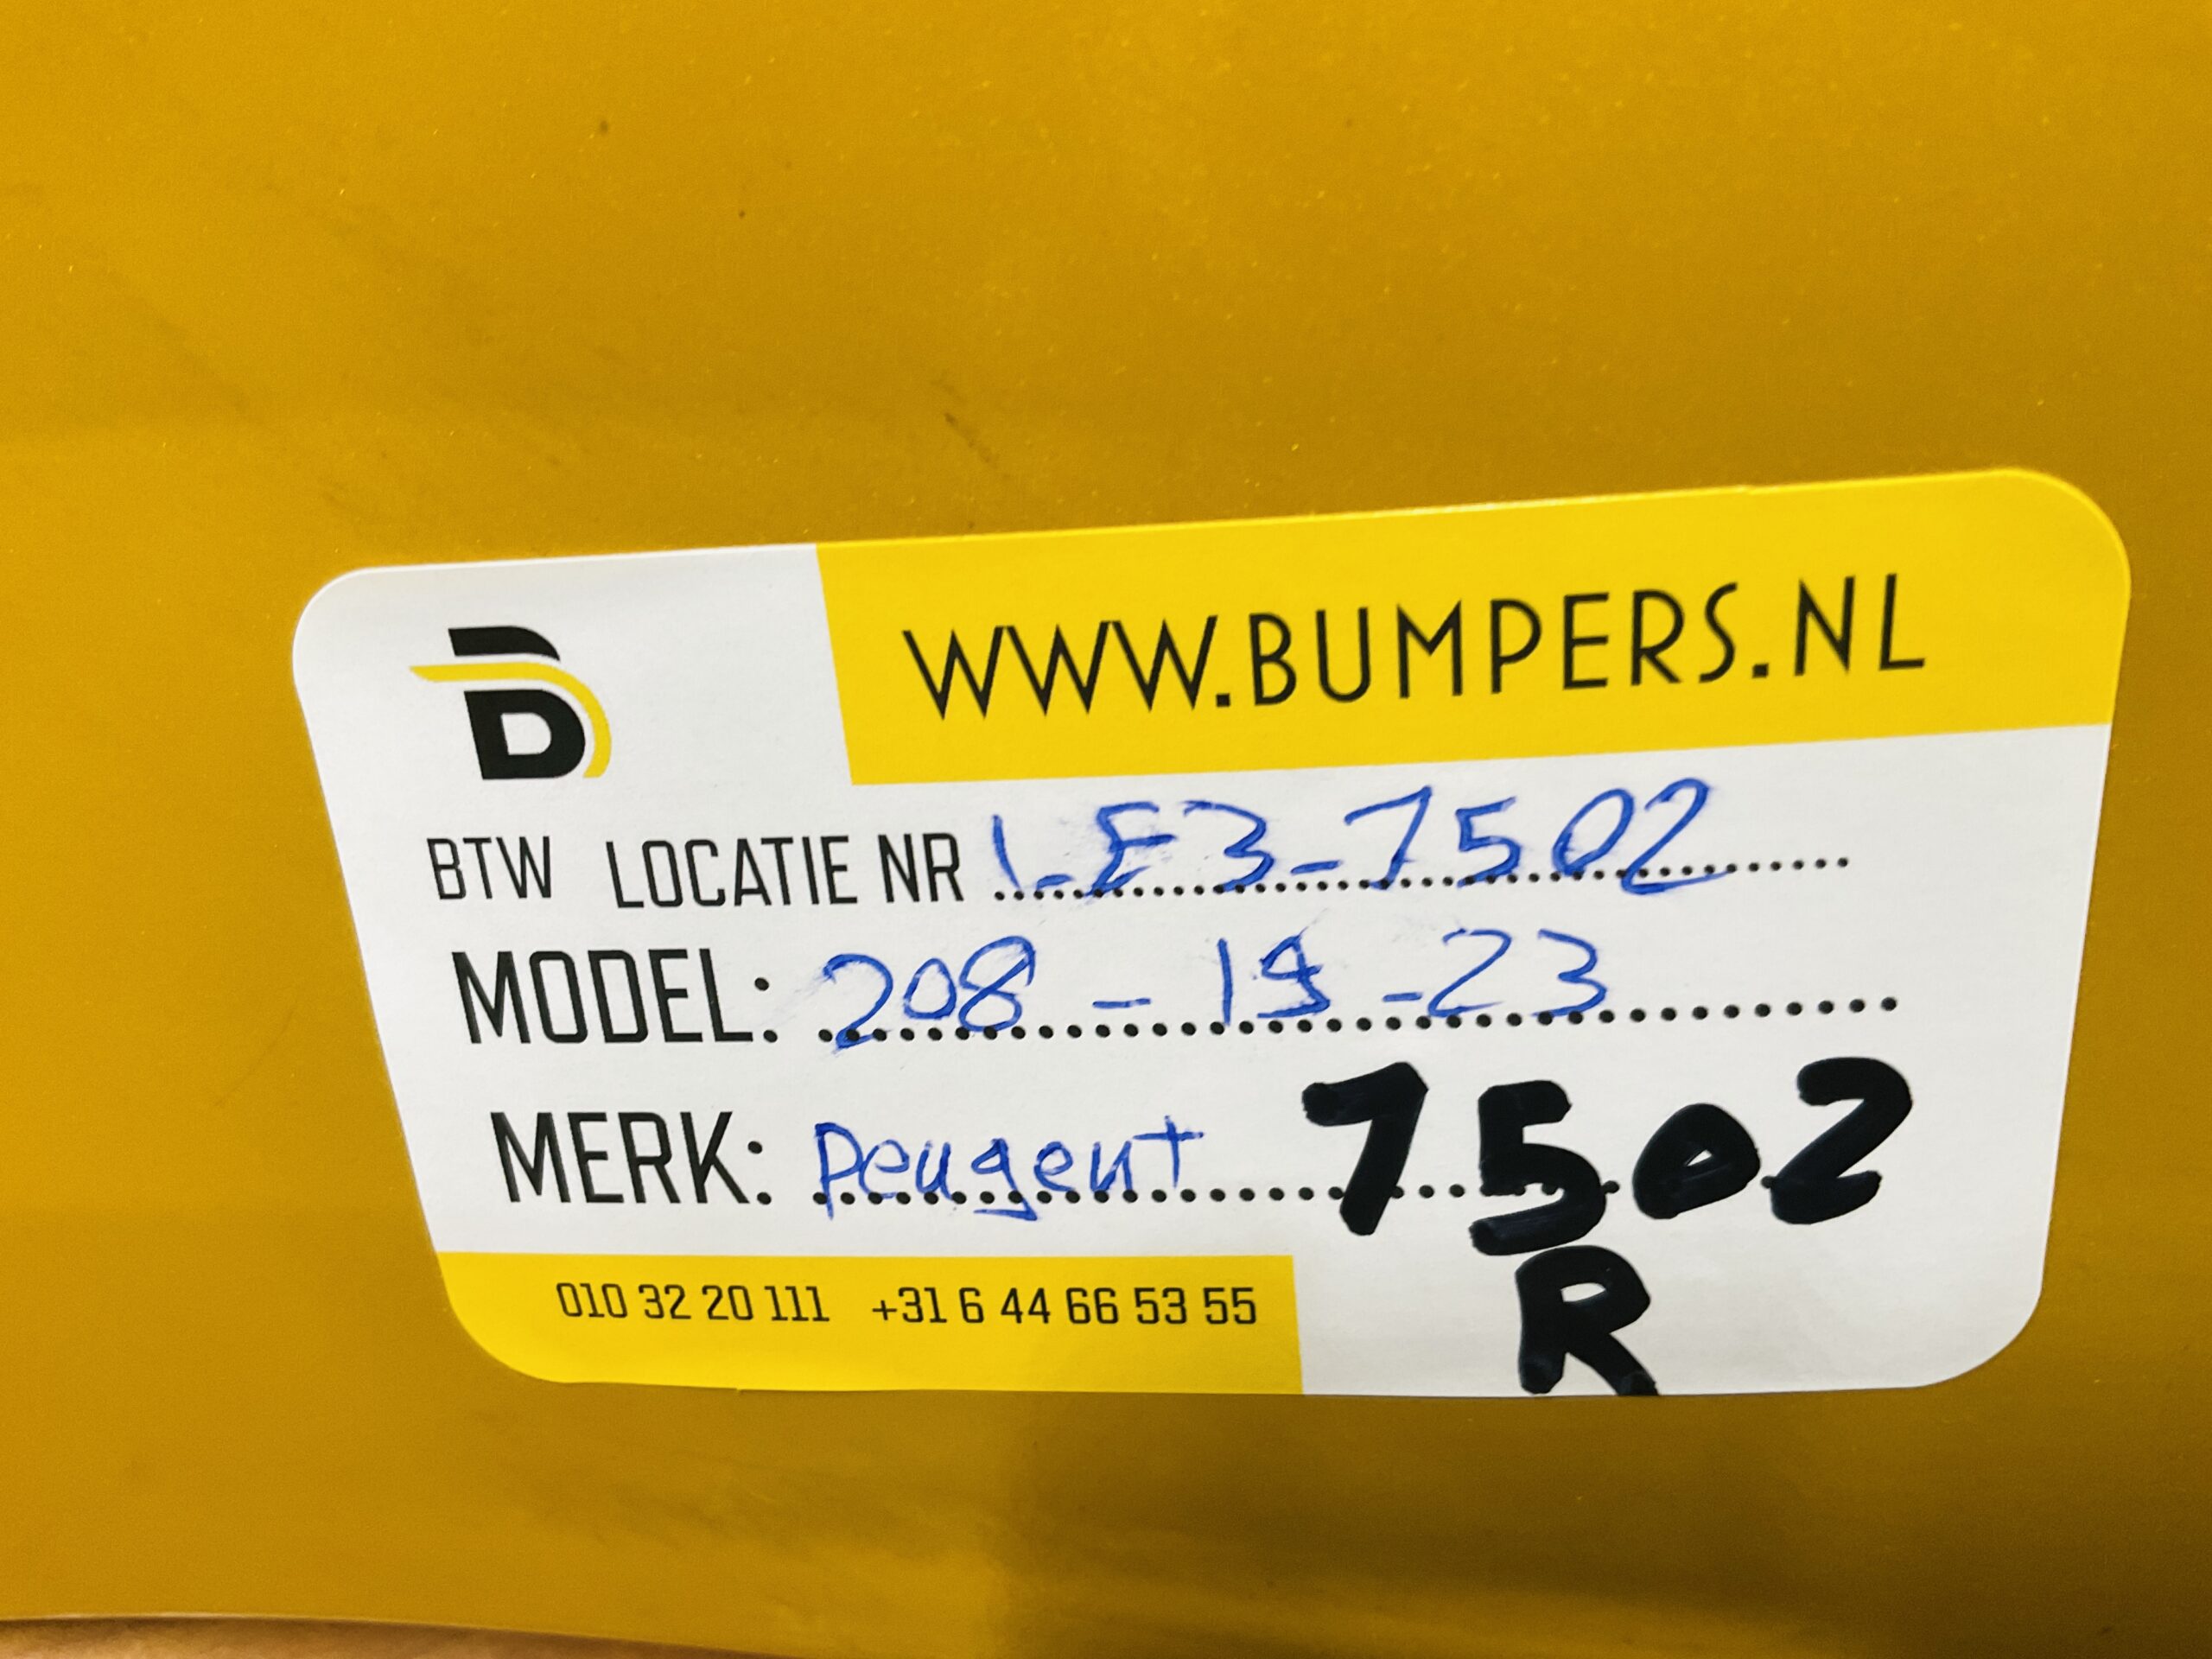 WWW.BUMPERS.NL
BTW LOCATIE NR LE3-7502
MODEL: 208 - 19 - 23
MERK: peugeut 7502
R
010 32 20 111 +31 6 44 66 53 55